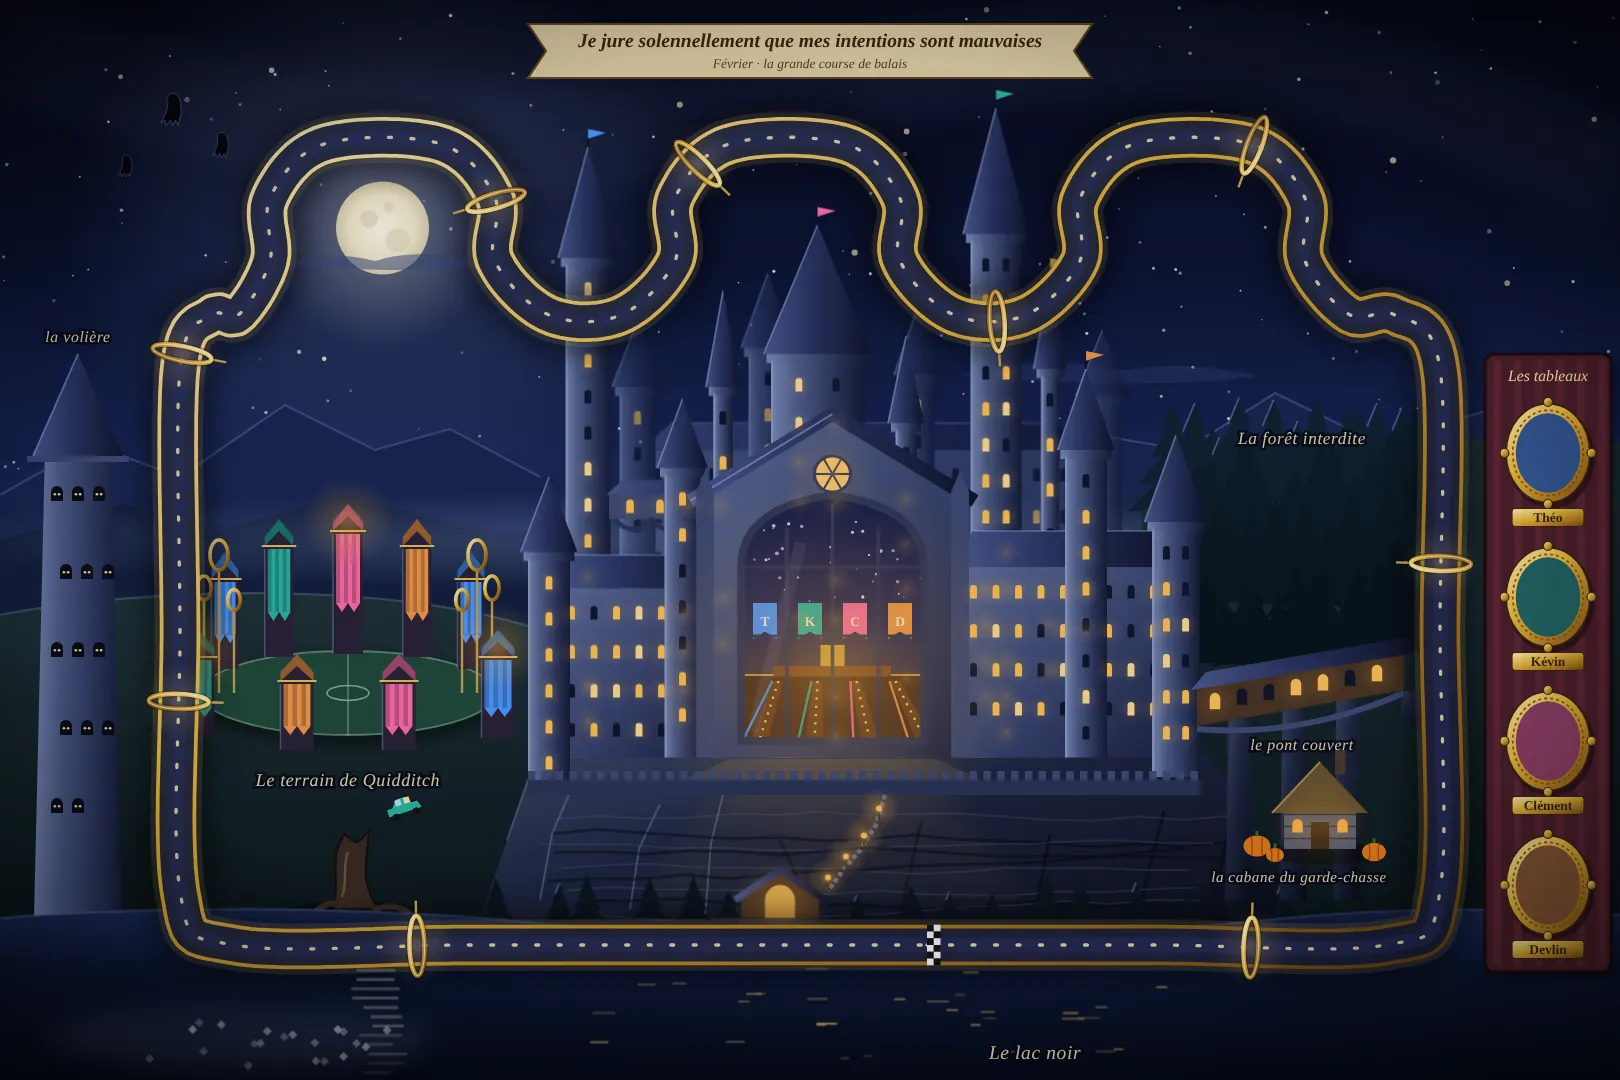 Je jure solennellement que mes intentions sont mauvaises
Février · la grande course de balais
la volière
Les tableaux
La forêt interdite
Théo
T K C D
Kévin
le pont couvert
Le terrain de Quidditch
Clément
la cabane du garde-chasse
Devlin
Le lac noir